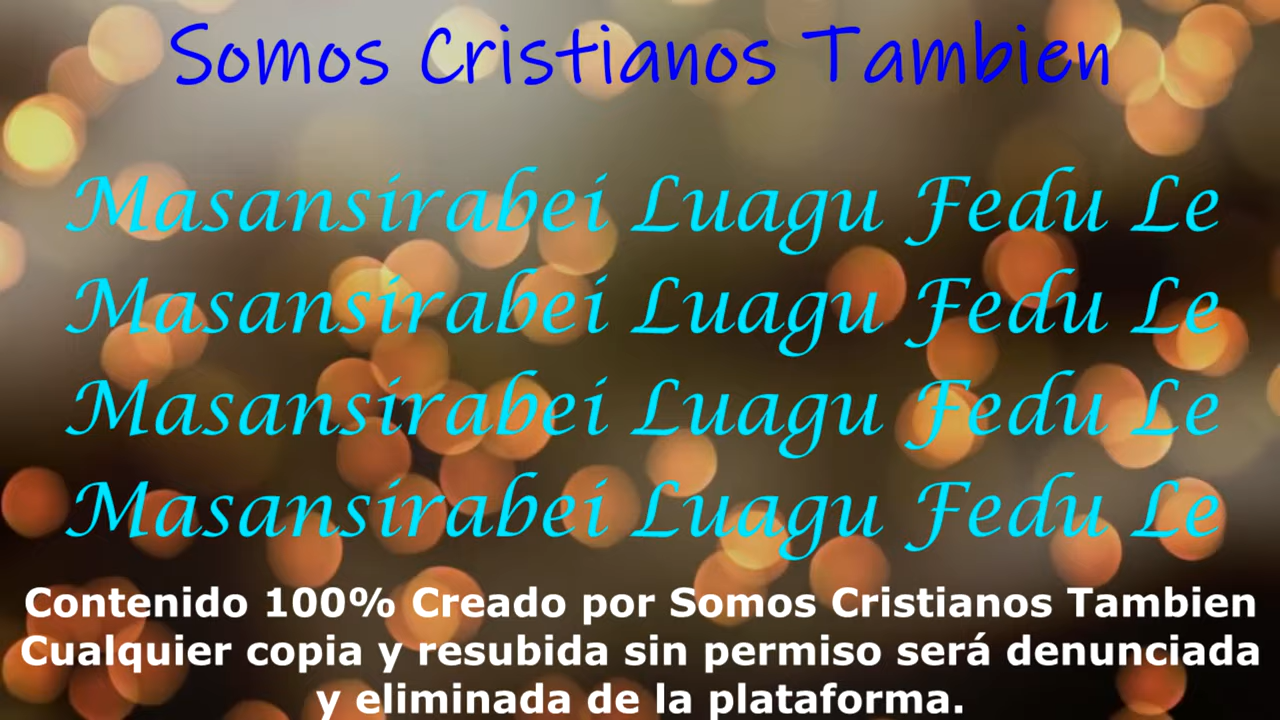 Somos Cristianos Tambien
Masansirabei Luagu Fedu Le
Masansirabei Luagu Fedu Le
Masansirabei Luagu Fedu Le
Masansirabei Luagu Fedu Le
Contenido 100% Creado por Somos Cristianos Tambien
Cualquier copia y resubida sin permiso será denunciada
y eliminada de la plataforma.